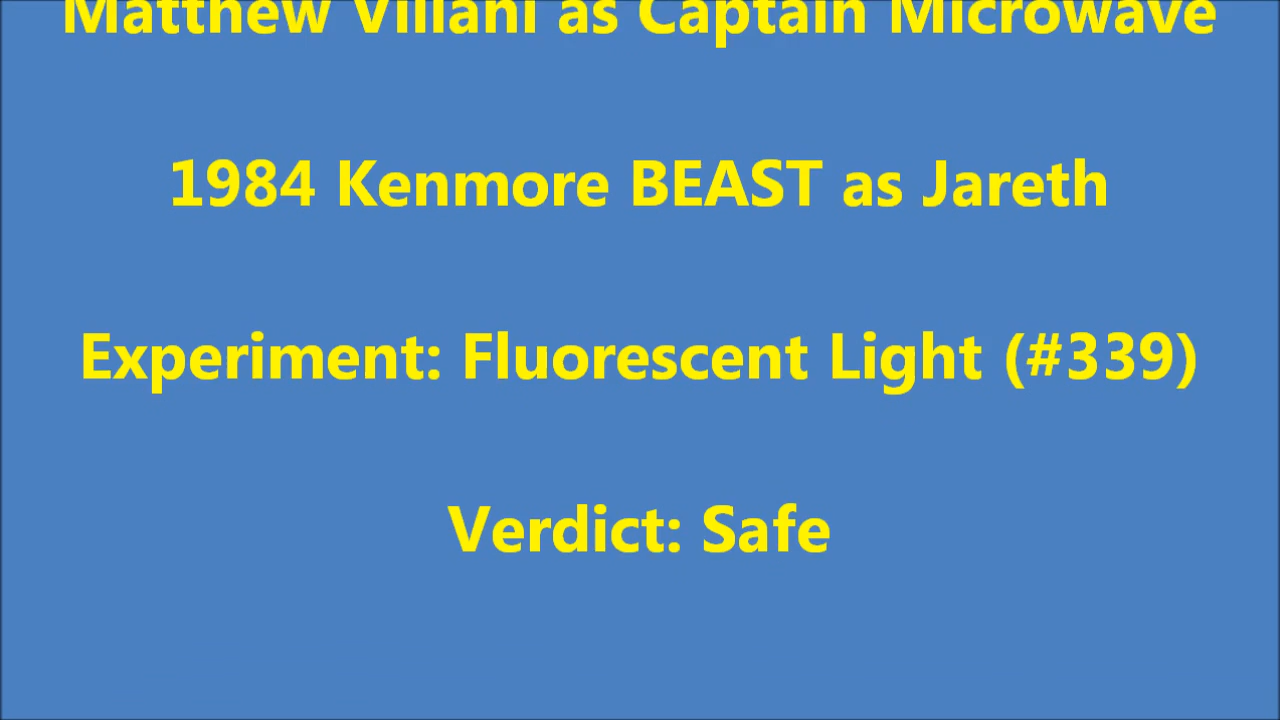 Matthew Villani as Captain Microwave
1984 Kenmore BEAST as Jareth
Experiment: Fluorescent Light (#339)
Verdict: Safe